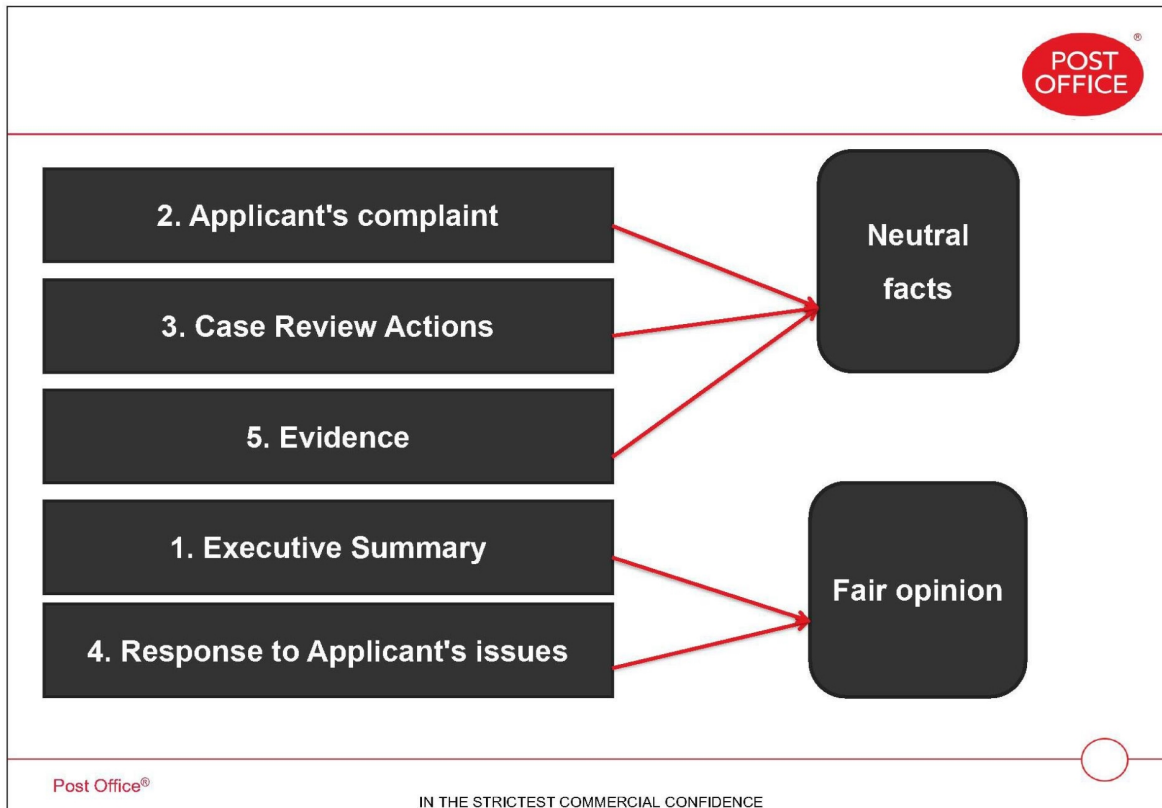 POST
OFFICE
®
2. Applicant's complaint
3. Case Review Actions
5. Evidence
1. Executive Summary
4. Response to Applicant's issues
Neutral
facts
Fair opinion
Post Office®
IN THE STRICTEST COMMERCIAL CONFIDENCE